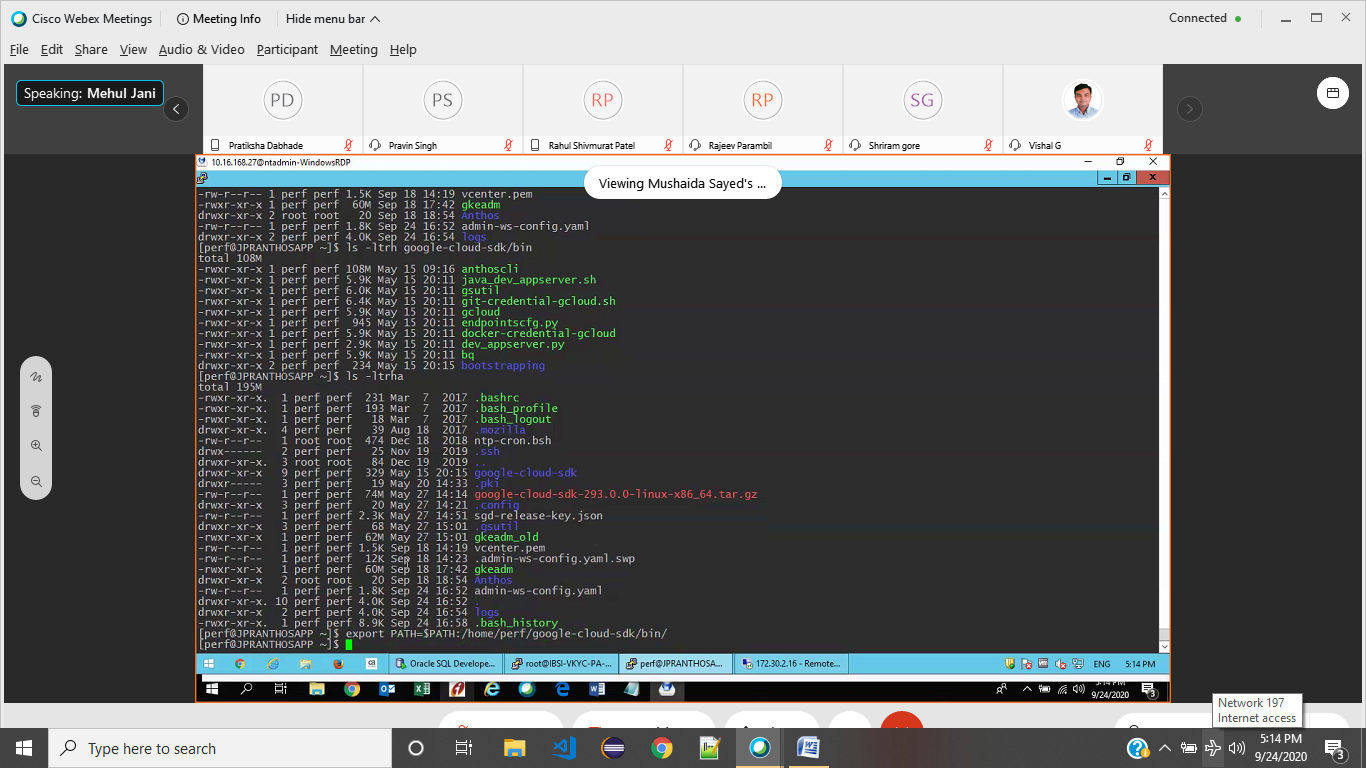 Cisco Webex Meetings
Meeting Info
Hide menu bar
Connected
File Edit Share View Audio & Video Participant Meeting Help
Speaking: Mehul Jani
PD
PS
RP
RP
SG
Pratiksha Dabhade
Pravin Singh
Rahul Shivmurat Patel
Rajeev Parambil
Shriram gore
Vishal G
10.16.168.27@ntadmin-WindowsRDP
Viewing Mushaida Sayed's ...
-rw-r--r-- 1 perf perf 1.5K Sep 18 14:19 vcenter.pem
-rwxr-xr-x 1 perf perf  60M Sep 18 17:42 gkeadm
drwxr-xr-x 2 root root   20 Sep 18 18:54 Anthos
-rw-r--r-- 1 perf perf 1.8K Sep 24 16:52 admin-ws-config.yaml
drwxr-xr-x 2 perf perf 4.0K Sep 24 16:54 logs
[perf@JPRANTHOSAPP ~]$ ls -ltrh google-cloud-sdk/bin
total 108M
-rwxr-xr-x 1 perf perf 108M May 15 09:16 anthoscli
-rwxr-xr-x 1 perf perf 5.9K May 15 20:11 java_dev_appserver.sh
-rwxr-xr-x 1 perf perf 6.0K May 15 20:11 gsutil
-rwxr-xr-x 1 perf perf 6.4K May 15 20:11 git-credential-gcloud.sh
-rwxr-xr-x 1 perf perf 5.9K May 15 20:11 gcloud
-rwxr-xr-x 1 perf perf  945 May 15 20:11 endpointscfg.py
-rwxr-xr-x 1 perf perf 5.9K May 15 20:11 docker-credential-gcloud
-rwxr-xr-x 1 perf perf 2.9K May 15 20:11 dev_appserver.py
-rwxr-xr-x 1 perf perf 5.9K May 15 20:11 bq
drwxr-xr-x 2 perf perf  234 May 15 20:15 bootstrapping
[perf@JPRANTHOSAPP ~]$ ls -ltrha
total 195M
-rwxr-xr-x.  1 perf perf  231 Mar  7  2017 .bashrc
-rwxr-xr-x.  1 perf perf  193 Mar  7  2017 .bash_profile
-rwxr-xr-x.  1 perf perf   18 Mar  7  2017 .bash_logout
drwxr-xr-x.  4 perf perf   39 Aug 18  2017 .mozilla
-rw-r--r--   1 root root  474 Dec 18  2018 ntp-cron.bsh
drwx------   2 perf perf   25 Nov 19  2019 .ssh
drwxr-xr-x.  3 root root   84 Dec 19  2019 ..
drwxr-xr-x   9 perf perf  329 May 15 20:15 google-cloud-sdk
drwxr-----   3 perf perf   19 May 20 14:33 .pki
-rw-r--r--   1 perf perf  74M May 27 14:14 google-cloud-sdk-293.0.0-linux-x86_64.tar.gz
drwxr-xr-x   3 perf perf   20 May 27 14:21 .config
-rw-r--r--   1 perf perf 2.3K May 27 14:51 sgd-release-key.json
drwxr-xr-x   3 perf perf   68 May 27 15:01 .gsutil
-rwxr-xr-x   1 perf perf  62M May 27 15:01 gkeadm_old
-rw-r--r--   1 perf perf 1.5K Sep 18 14:19 vcenter.pem
-rw-r--r--   1 perf perf  12K Sep 18 14:23 .admin-ws-config.yaml.swp
-rwxr-xr-x   1 perf perf  60M Sep 18 17:42 gkeadm
drwxr-xr-x   2 root root   20 Sep 18 18:54 Anthos
-rw-r--r--   1 perf perf 1.8K Sep 24 16:52 admin-ws-config.yaml
drwxr-xr-x. 10 perf perf 4.0K Sep 24 16:52 .
drwxr-xr-x   2 perf perf 4.0K Sep 24 16:54 logs
-rwxr-xr-x.  1 perf perf 8.9K Sep 24 16:58 .bash_history
[perf@JPRANTHOSAPP ~]$ export PATH=$PATH:/home/perf/google-cloud-sdk/bin/
[perf@JPRANTHOSAPP ~]$
Oracle SQL Develope...
root@IBSI-VKYC-PA-...
perf@JPRANTHOSA...
172.30.2.16 - Remote...
ENG 5:14 PM
5:14 PM
9/24/2020
3
Network 197
Internet access
Type here to search
5:14 PM
9/24/2020
3